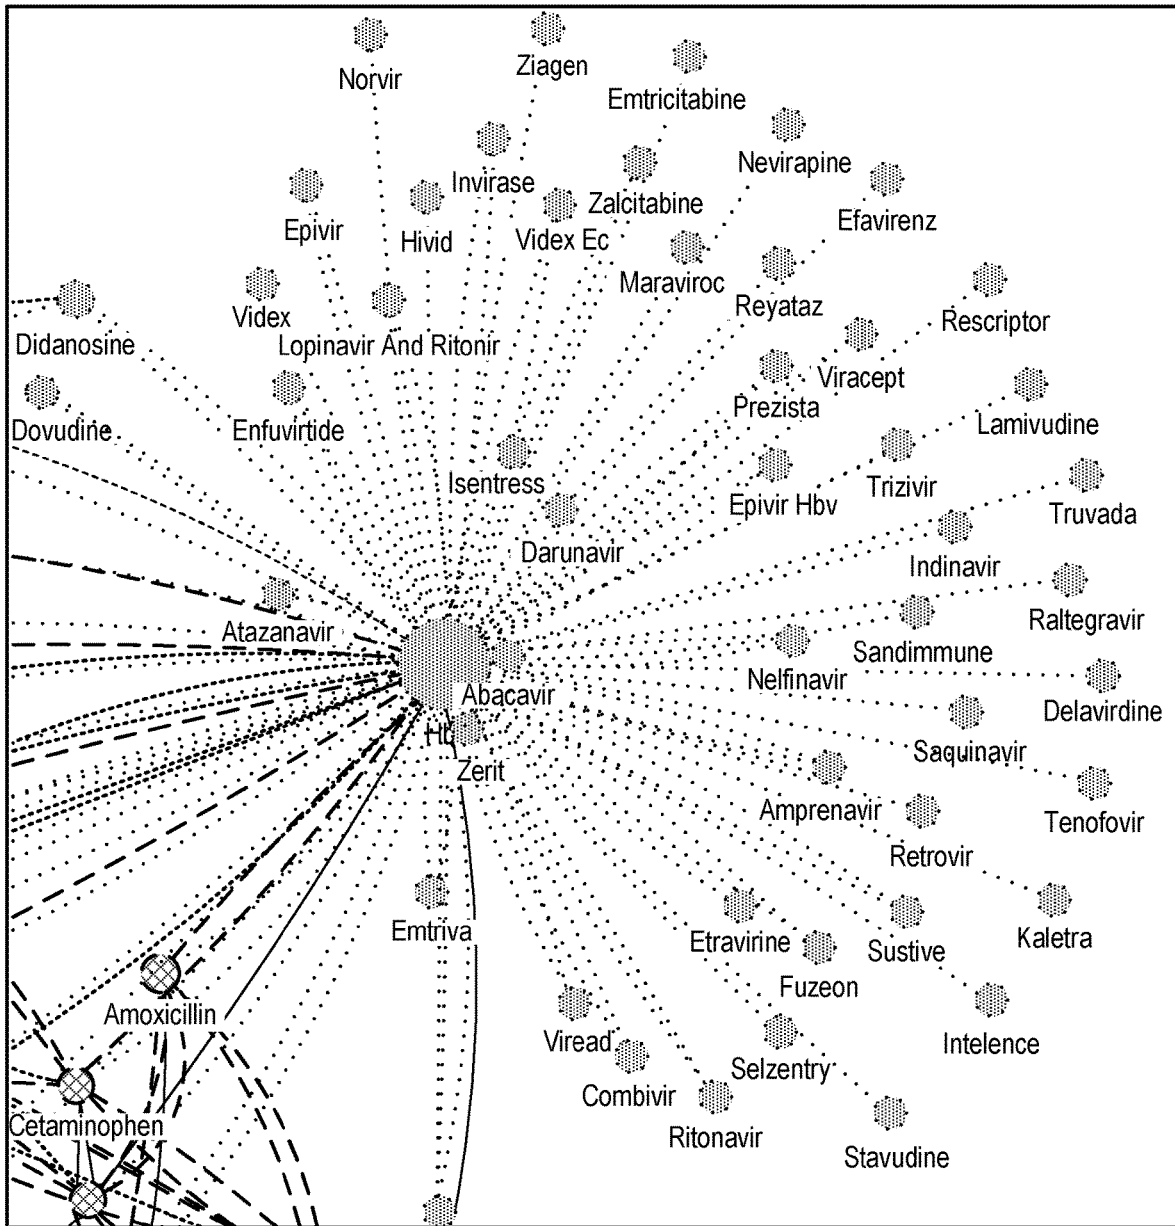 Norvir
Ziagen
Emtricitabine
Nevirapine
Invirase
Epivir
Hivid
Videx Ec
Zalcitabine
Efavirenz
Maraviroc
Reyataz
Videx
Rescriptor
Didanosine
Lopinavir And Ritonir
Viracept
Prezista
Dovudine
Enfuvirtide
Lamivudine
Isentress
Epivir Hbv
Trizivir
Truvada
Darunavir
Indinavir
Atazanavir
Raltegravir
Sandimmune
Nelfinavir
Abacavir
Delavirdine
Saquinavir
Zerit
Amprenavir
Tenofovir
Retrovir
Emtriva
Etravirine
Sustive
Kaletra
Fuzeon
Amoxicillin
Viread
Intelence
Selzentry
Combivir
Cetaminophen
Ritonavir
Stavudine